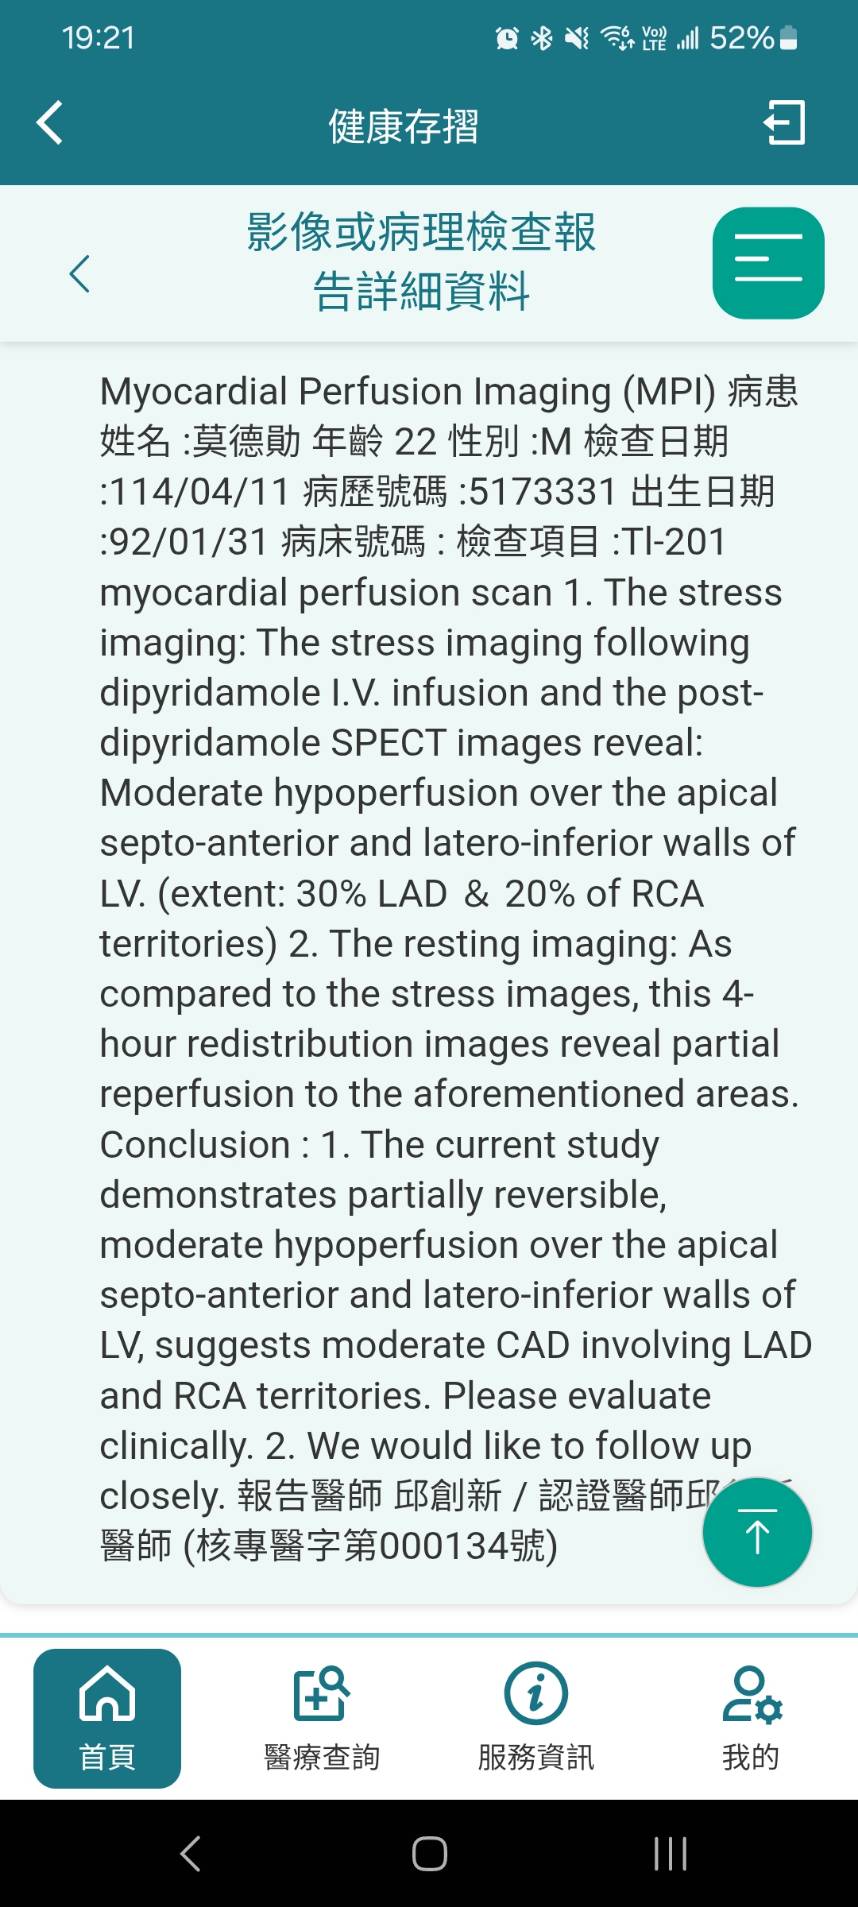 19:21
Vo)) LTE 52%
健康存摺
影像或病理檢查報
告詳細資料
Myocardial Perfusion Imaging (MPI) 病患
姓名 :莫德勛 年齡 22 性別 :M 檢查日期
:114/04/11 病歷號碼 :5173331 出生日期
:92/01/31 病床號碼 : 檢查項目 :Tl-201
myocardial perfusion scan 1. The stress
imaging: The stress imaging following
dipyridamole I.V. infusion and the post-
dipyridamole SPECT images reveal:
Moderate hypoperfusion over the apical
septo-anterior and latero-inferior walls of
LV. (extent: 30% LAD & 20% of RCA
territories) 2. The resting imaging: As
compared to the stress images, this 4-
hour redistribution images reveal partial
reperfusion to the aforementioned areas.
Conclusion : 1. The current study
demonstrates partially reversible,
moderate hypoperfusion over the apical
septo-anterior and latero-inferior walls of
LV, suggests moderate CAD involving LAD
and RCA territories. Please evaluate
clinically. 2. We would like to follow up
closely. 報告醫師 邱創新 / 認證醫師邱
醫師 (核專醫字第000134號)
首頁
醫療查詢
服務資訊
我的